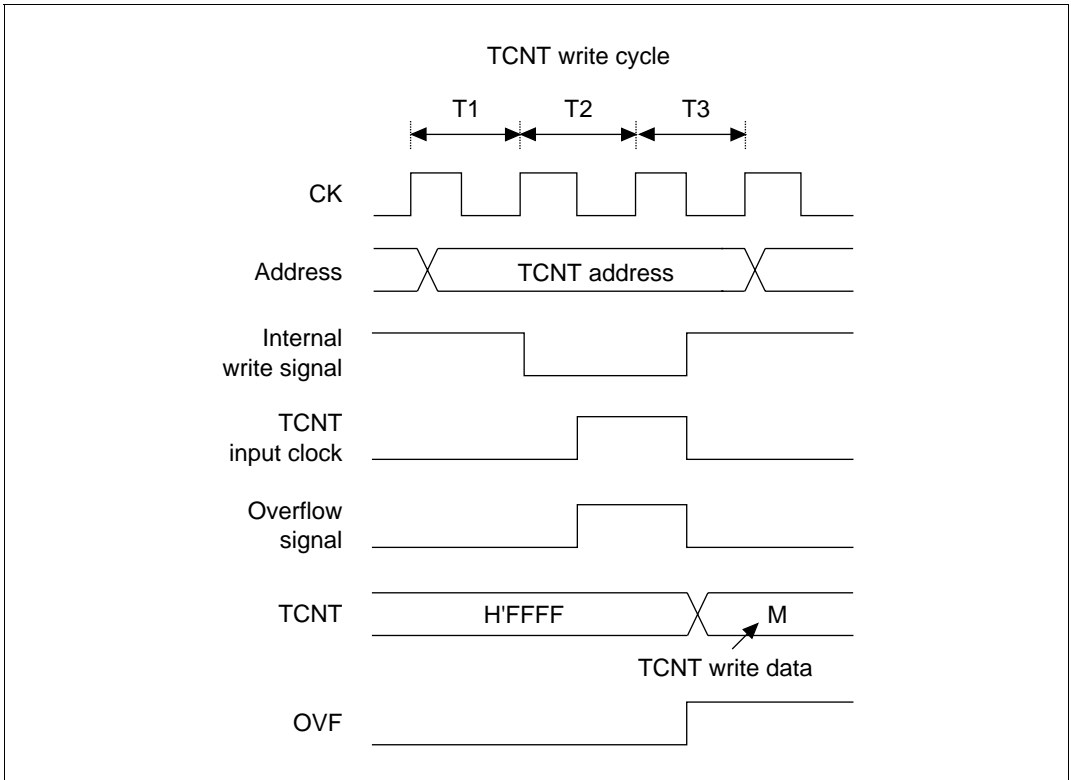 TCNT write cycle
T1 T2 T3
CK
Address TCNT address
Internal
write signal
TCNT
input clock
Overflow
signal
TCNT H'FFFF M
TCNT write data
OVF